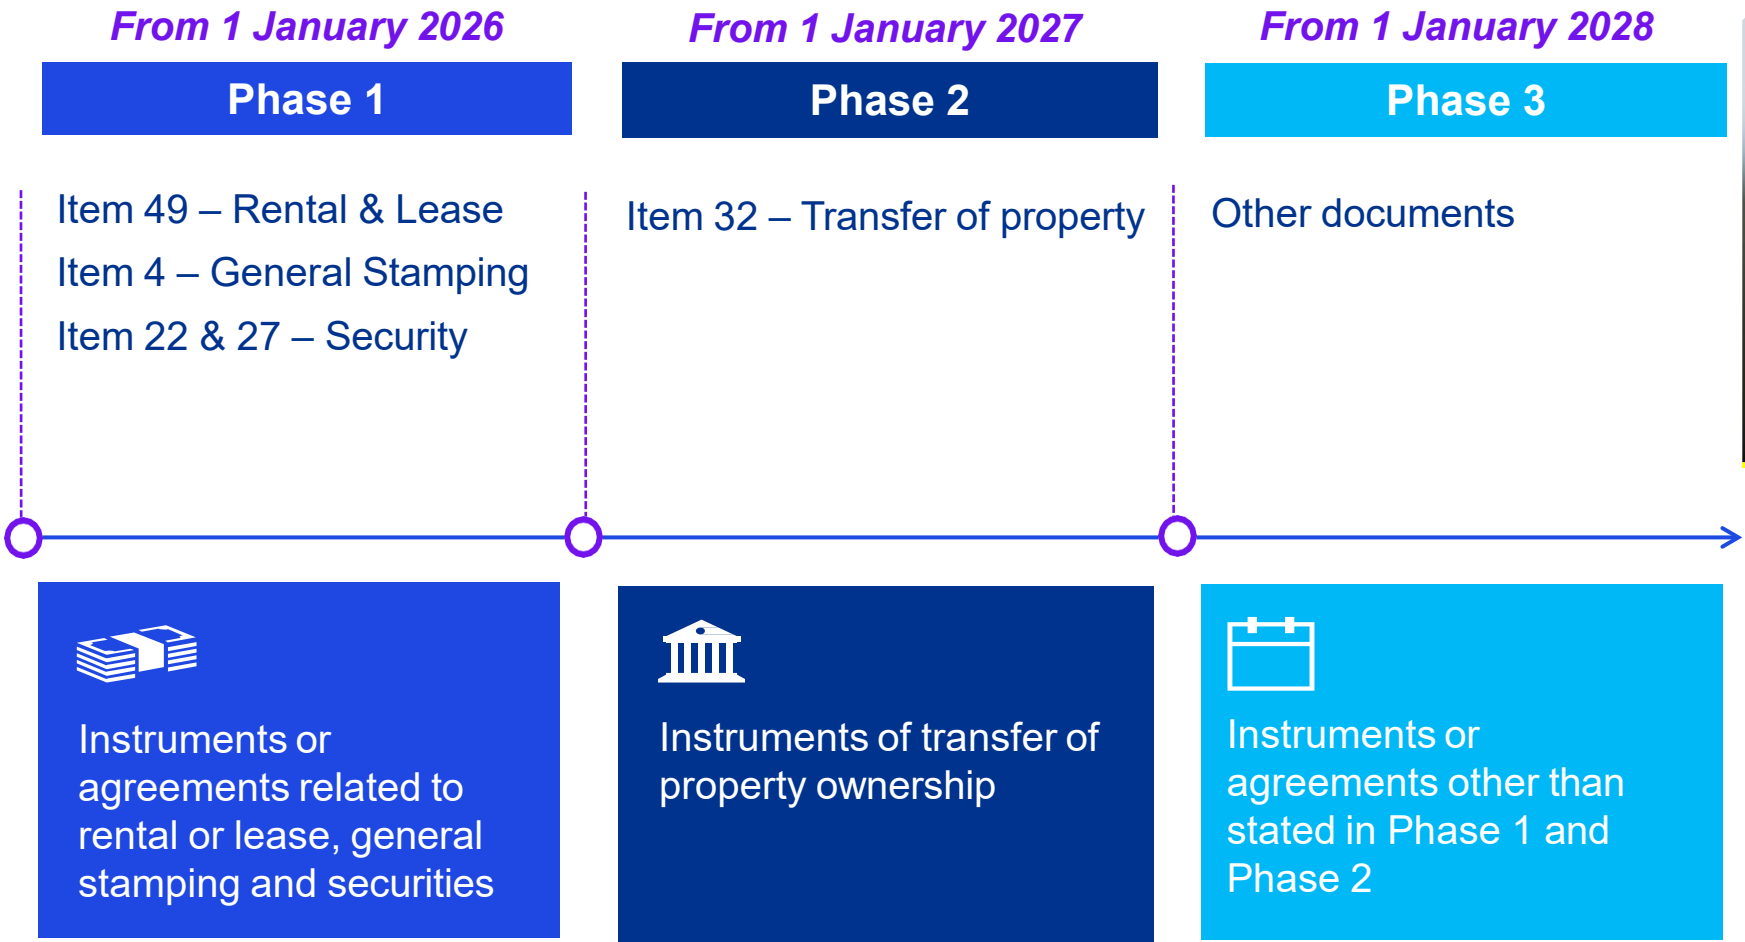 From 1 January 2026
Phase 1
Item 49 – Rental & Lease
Item 4 – General Stamping
Item 22 & 27 – Security
Instruments or
agreements related to
rental or lease, general
stamping and securities
From 1 January 2027
Phase 2
Item 32 – Transfer of property
Instruments of transfer of
property ownership
From 1 January 2028
Phase 3
Other documents
Instruments or
agreements other than
stated in Phase 1 and
Phase 2